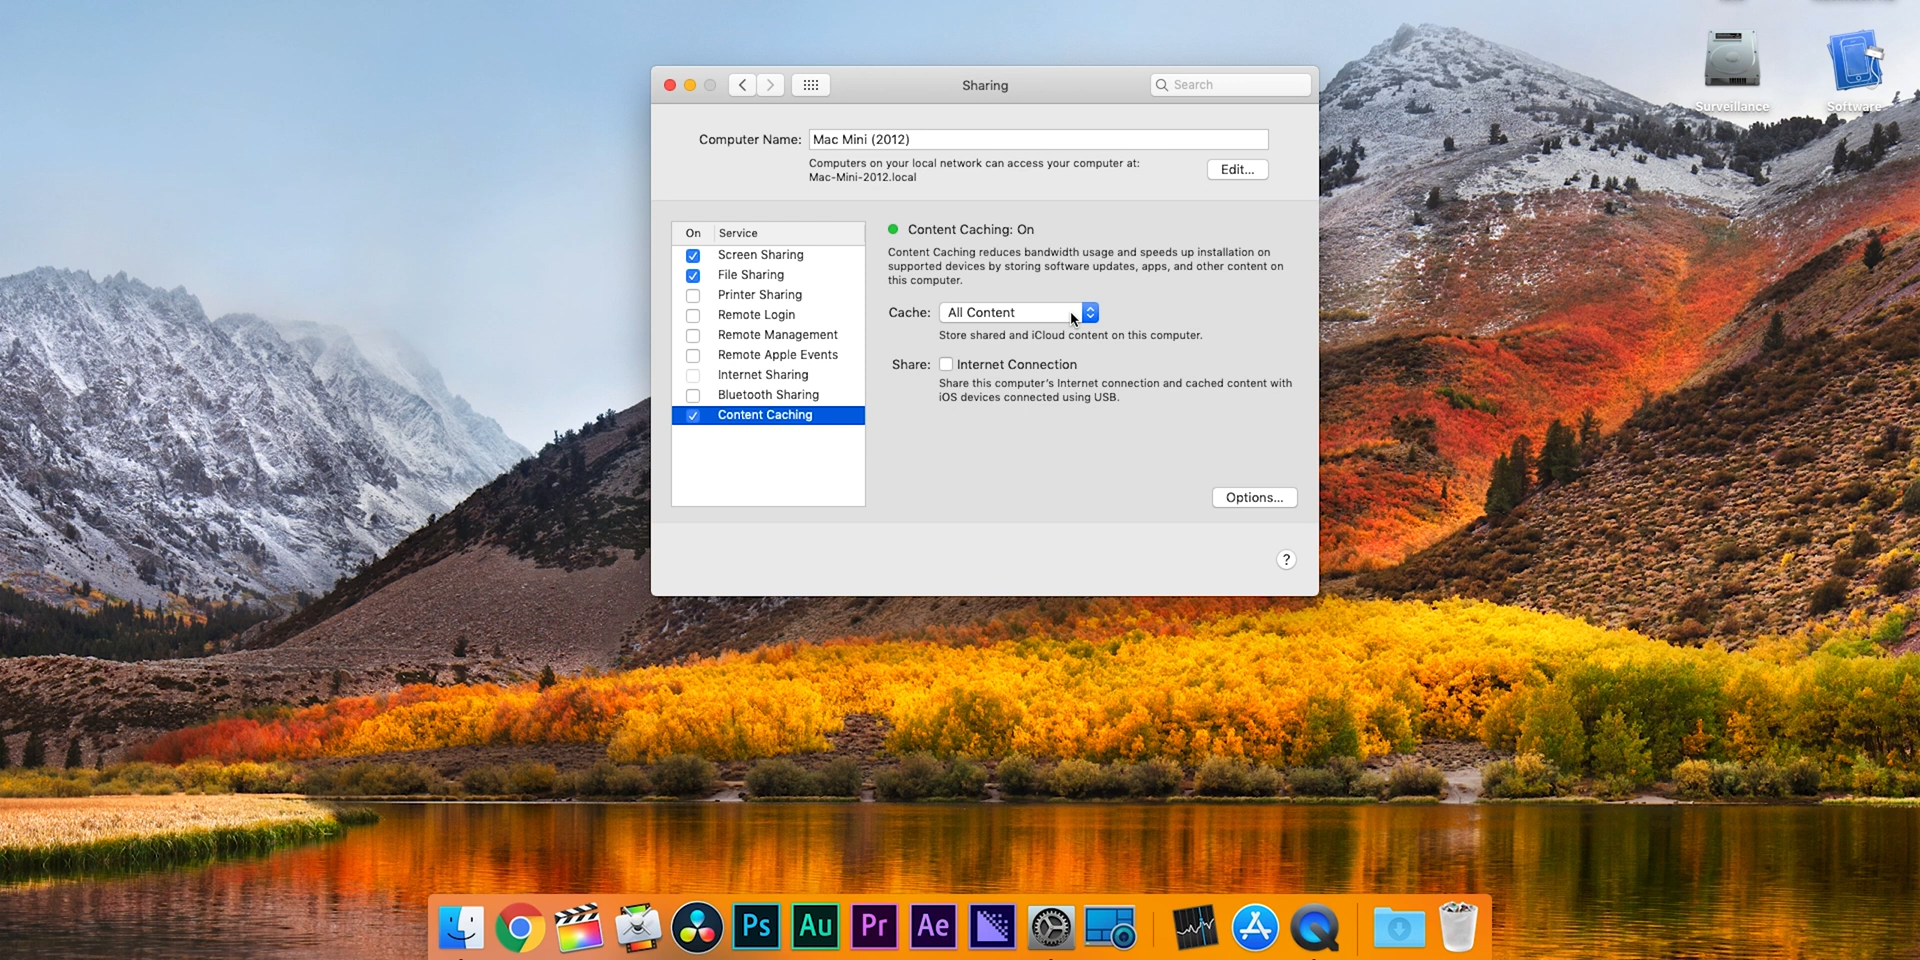 Sharing
Search
Computer Name: Mac Mini (2012)
Computers on your local network can access your computer at:
Mac-Mini-2012.local
Edit...
On Service
Screen Sharing
File Sharing
Printer Sharing
Remote Login
Remote Management
Remote Apple Events
Internet Sharing
Bluetooth Sharing
Content Caching
Content Caching: On
Content Caching reduces bandwidth usage and speeds up installation on
supported devices by storing software updates, apps, and other content on
this computer.
Cache: All Content
Store shared and iCloud content on this computer.
Share: Internet Connection
Share this computer's Internet connection and cached content with
iOS devices connected using USB.
Options...
?
Surveillance
Software
Ps
Au
Pr
Ae